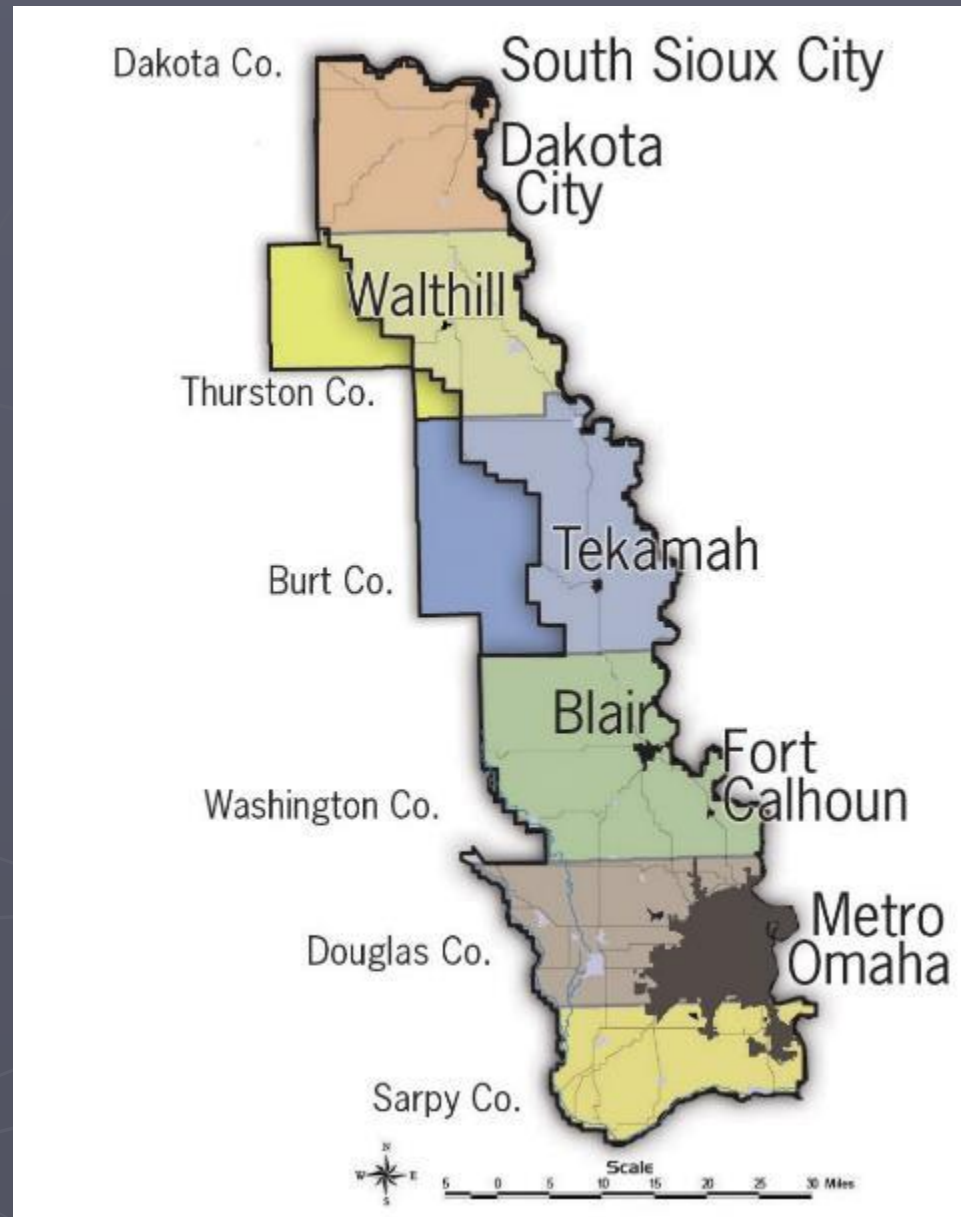 Dakota Co.
South Sioux City
Dakota
City
Walthill
Thurston Co.
Tekamah
Burt Co.
Blair
Fort
Calhoun
Washington Co.
Metro
Omaha
Douglas Co.
Sarpy Co.
N
W E
S
Scale
5 0 5 10 15 20 25 30 Miles